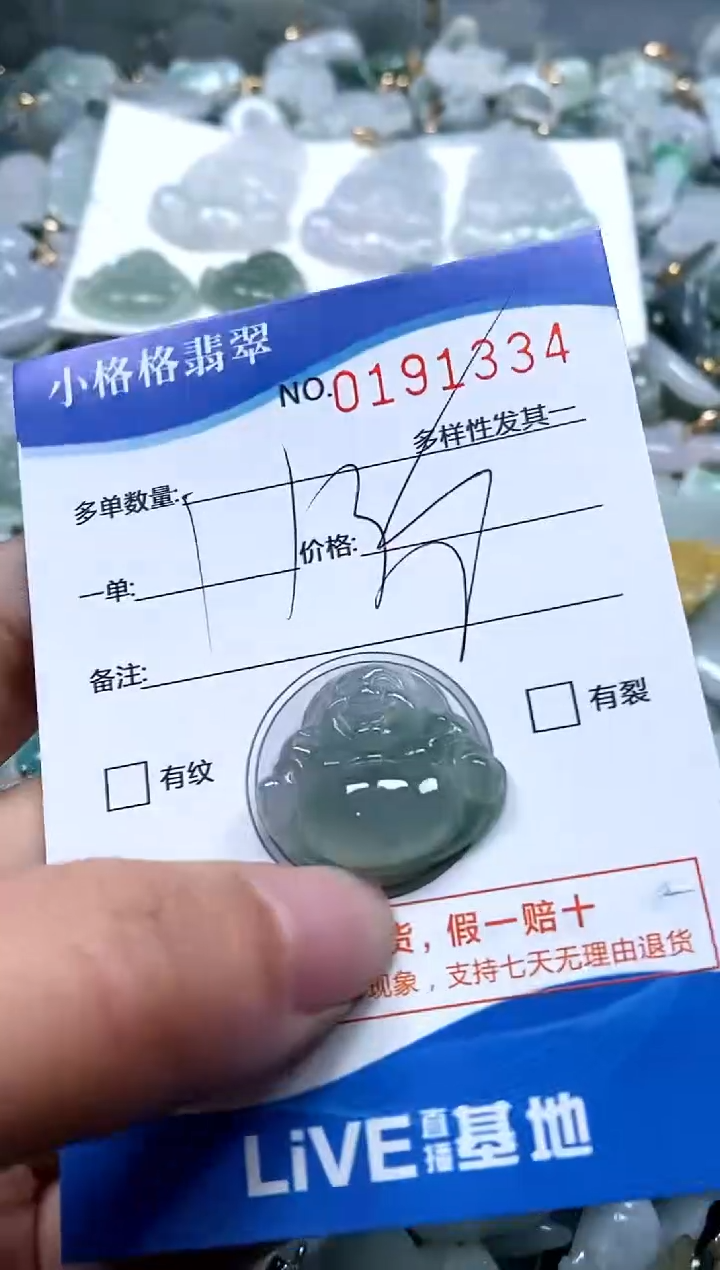 小格格翡翠
NO.0191334
多样性发其一
多单数量:
价格:
一单:
备注:
有裂
有纹
货，假一赔十
现象，支持七天无理由退货
LiVE直播基地